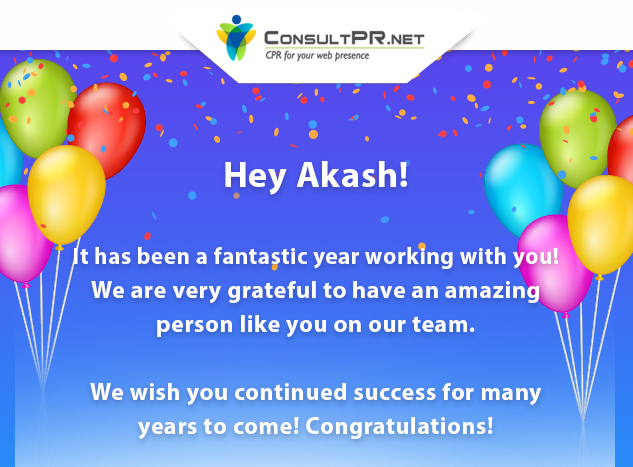 ConsultPR.net
CPR for your web presence
Hey Akash!
It has been a fantastic year working with you!
We are very grateful to have an amazing
person like you on our team.
We wish you continued success for many
years to come! Congratulations!